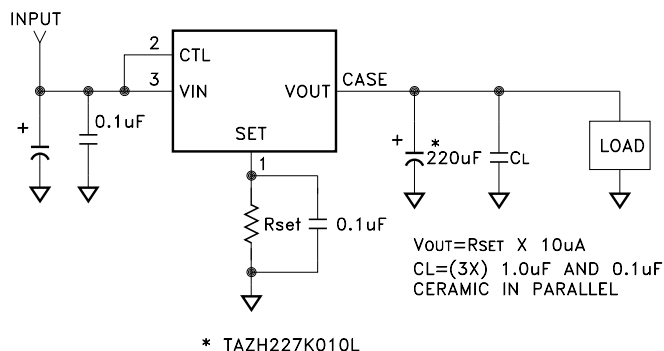 INPUT
2
CTL
3
VIN
VOUT
CASE
SET
1
+
0.1uF
+
*
220uF
CL
LOAD
Rset
0.1uF
VOUT=RSET X 10uA
CL=(3X) 1.0uF AND 0.1uF
CERAMIC IN PARALLEL
* TAZH227K010L